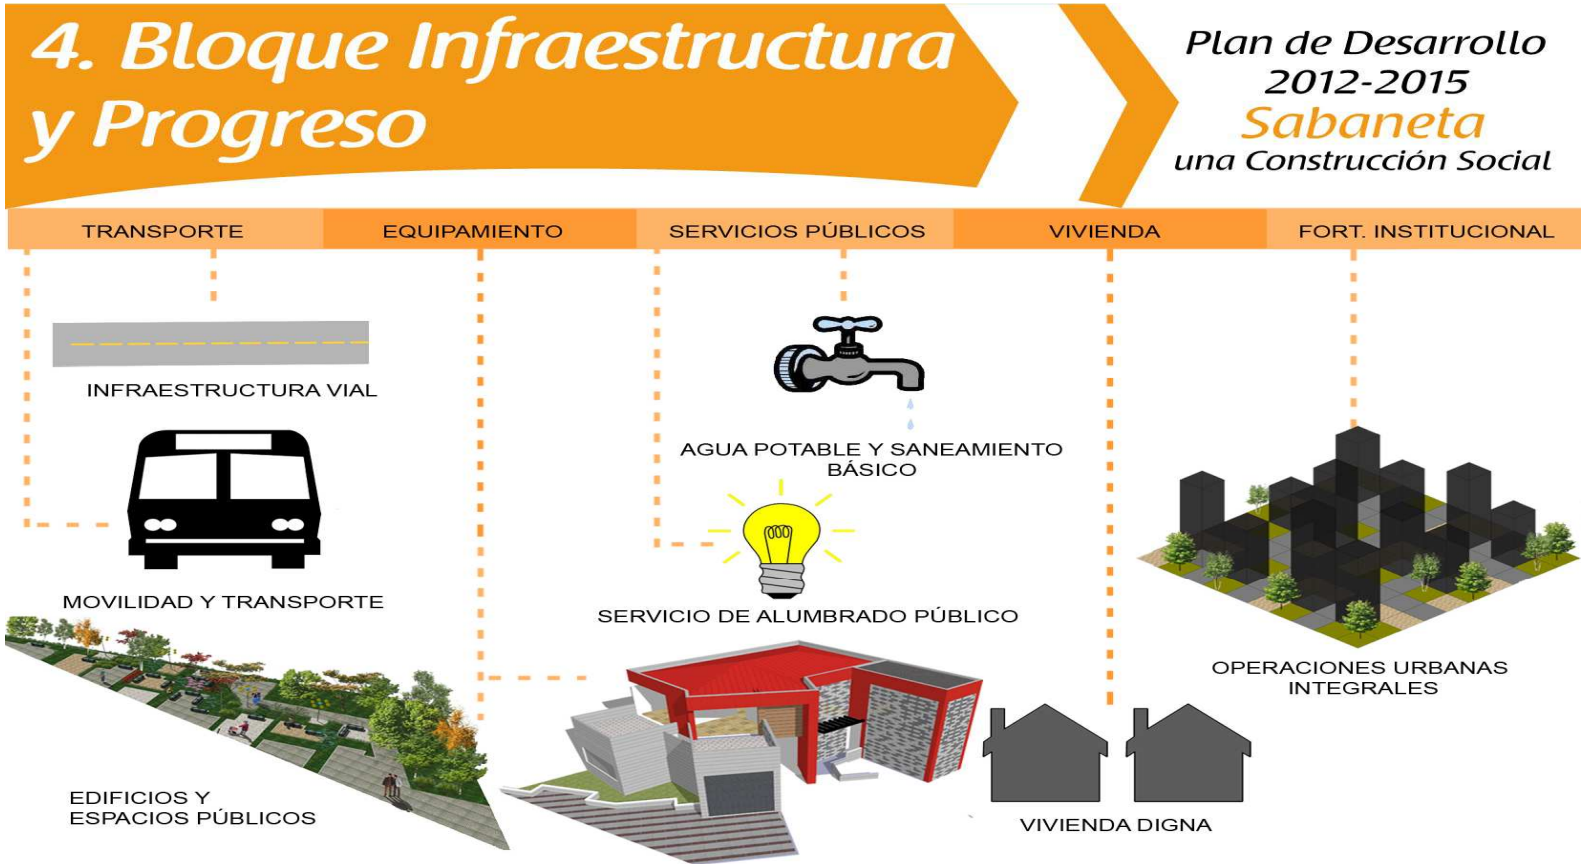 4. Bloque Infraestructura
y Progreso
Plan de Desarrollo
2012-2015
Sabaneta
una Construcción Social
TRANSPORTE
EQUIPAMIENTO
SERVICIOS PÚBLICOS
VIVIENDA
FORT. INSTITUCIONAL
INFRAESTRUCTURA VIAL
AGUA POTABLE Y SANEAMIENTO
BÁSICO
MOVILIDAD Y TRANSPORTE
SERVICIO DE ALUMBRADO PÚBLICO
OPERACIONES URBANAS
INTEGRALES
EDIFICIOS Y
ESPACIOS PÚBLICOS
VIVIENDA DIGNA